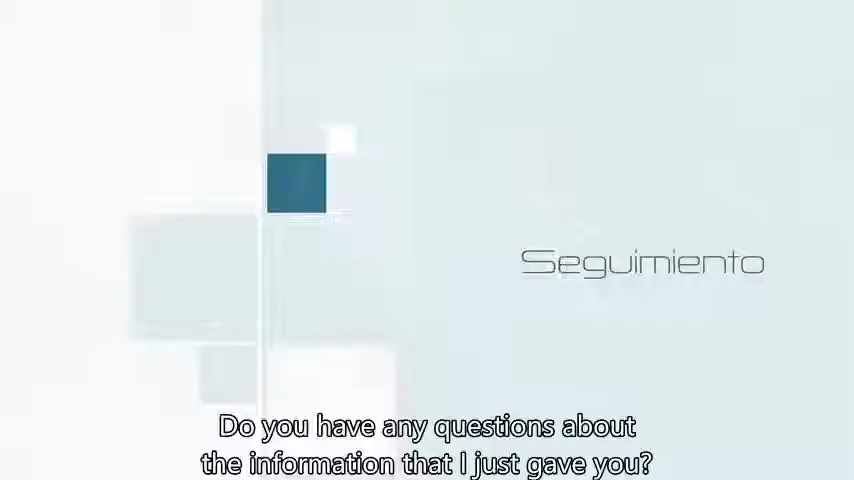 Seguimiento
Do you have any questions about
the information that I just gave you?